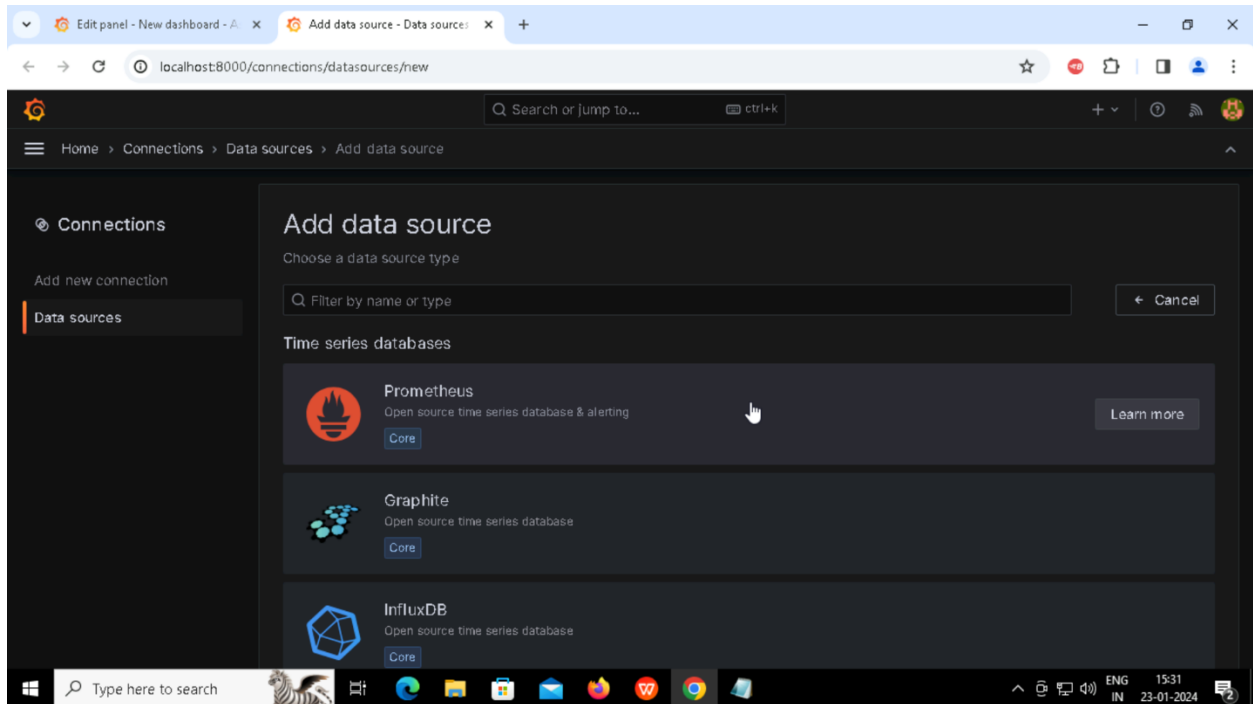 Edit panel - New dashboard - A
Add data source - Data sources
localhost:8000/connections/datasources/new
Search or jump to...
ctrl+k
Home › Connections › Data sources › Add data source
Connections
Add new connection
Data sources
Add data source
Choose a data source type
Filter by name or type
Cancel
Time series databases
Prometheus
Open source time series database & alerting
Core
Learn more
Graphite
Open source time series database
Core
InfluxDB
Open source time series database
Core
Type here to search
ENG
IN
15:31
23-01-2024
2